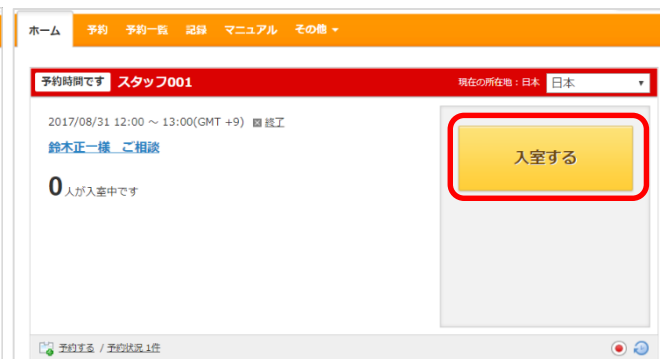 ホーム 予約 予約一覧 記録 マニュアル その他
予約時間です スタッフ001 現在の所在地：日本 日本
2017/08/31 12:00 ～ 13:00(GMT +9) 終了
鈴木正一様 ご相談
入室する
0人が入室中です
予約する / 予約状況 1件